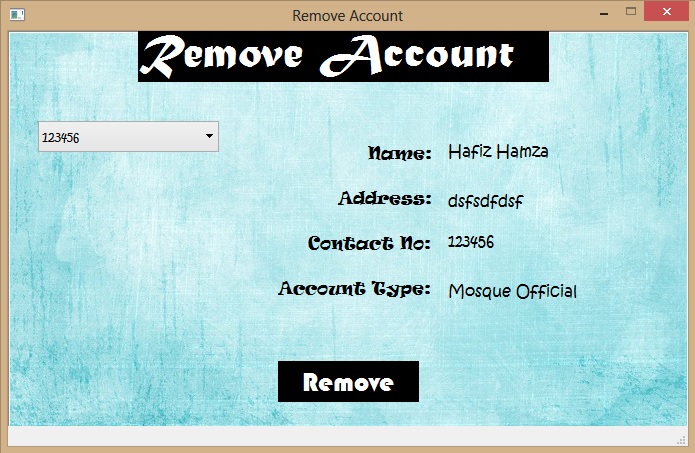 Remove Account
Remove Account
123456
Name: Hafiz Hamza
Address: dsfsdfdsf
Contact No: 123456
Account Type: Mosque Official
Remove